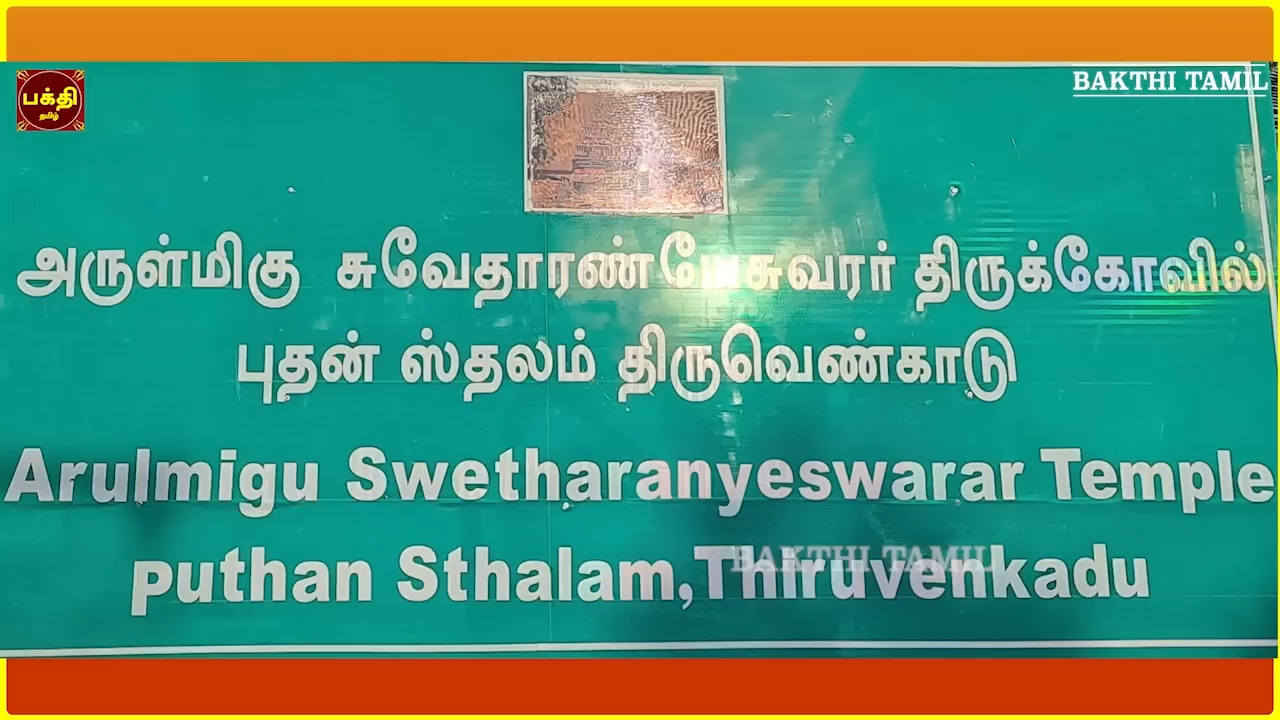 பக்தி
தமிழ்
BAKTHI TAMIL
அருள்மிகு சுவேதாரண்யேசுவரர் திருக்கோவில்
புதன் ஸ்தலம் திருவெண்காடு
Arulmigu Swetharanyeswarar Temple
puthan Sthalam,Thiruvenkadu
BAKTHI TAMIL